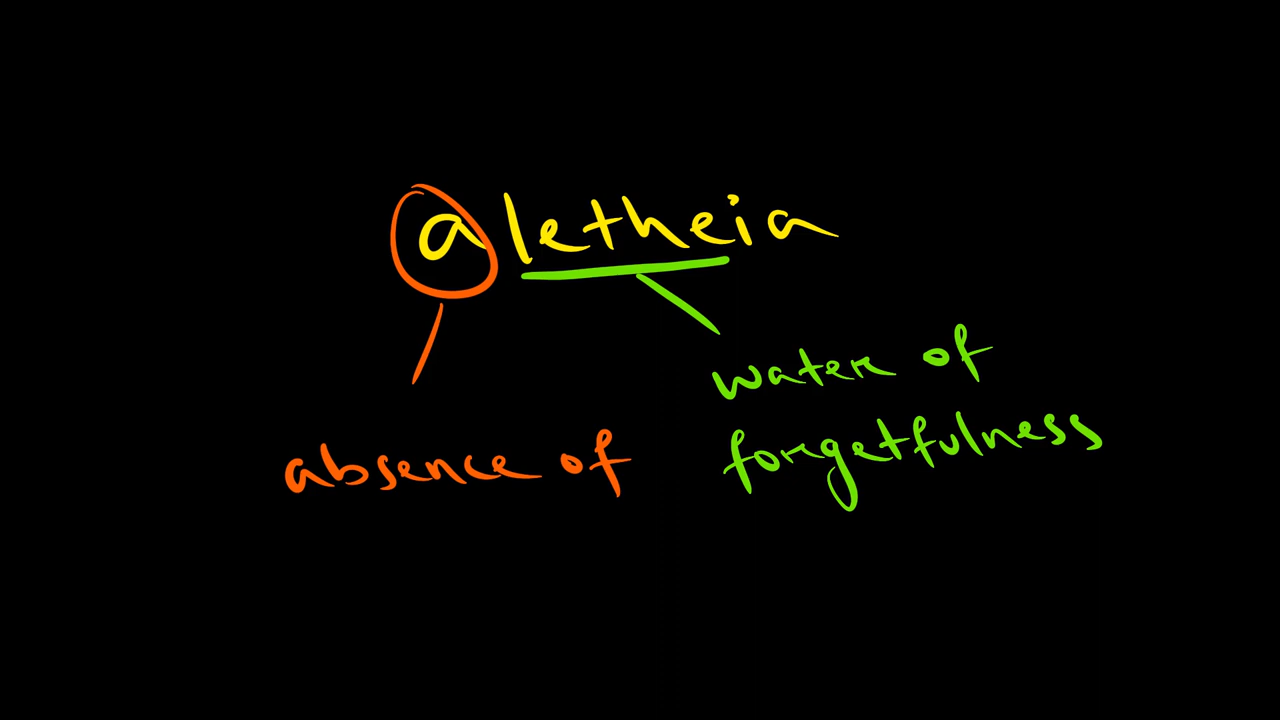 aletheia
absence of
water of
forgetfulness